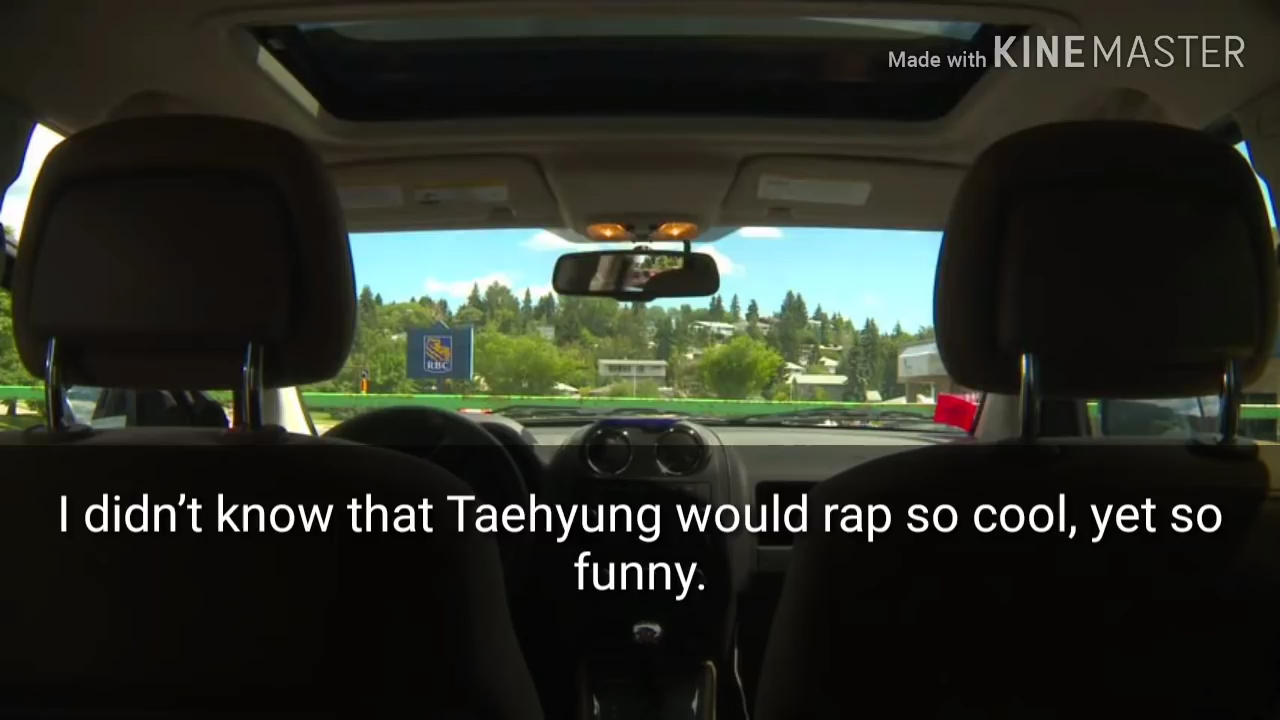 Made with KINEMASTER
RBC
I didn’t know that Taehyung would rap so cool, yet so
funny.